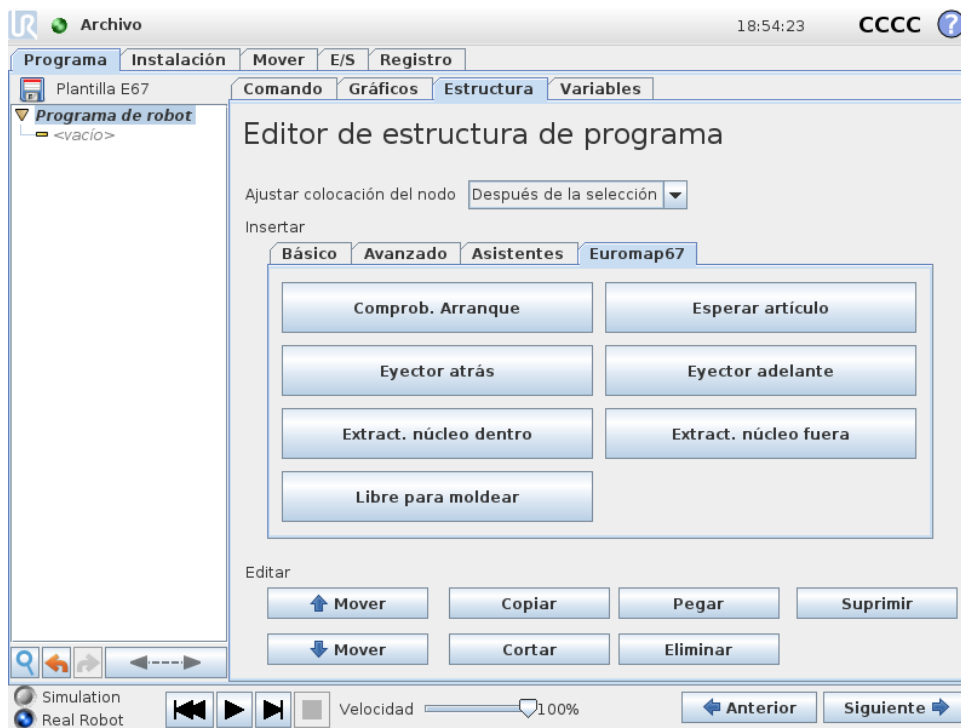 UR Archivo 18:54:23 CCCC ?
Programa Instalación Mover E/S Registro
Plantilla E67 Comando Gráficos Estructura Variables
Programa de robot
<vacío>
Editor de estructura de programa
Ajustar colocación del nodo Después de la selección
Insertar
Básico Avanzado Asistentes Euromap67
Comprob. Arranque Esperar artículo
Eyector atrás Eyector adelante
Extract. núcleo dentro Extract. núcleo fuera
Libre para moldear
Editar
Mover Copiar Pegar Suprimir
Mover Cortar Eliminar
Simulation
Real Robot
Velocidad 100% Anterior Siguiente